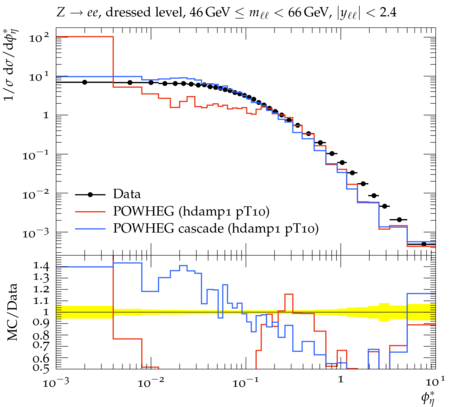 Z → ee, dressed level, 46 GeV ≤ mℓℓ < 66 GeV, |yℓℓ| < 2.4
1/σ dσ/dϕ*η
10²
10¹
1
10⁻¹
10⁻²
10⁻³
Data
POWHEG (hdamp1 pT10)
POWHEG cascade (hdamp1 pT10)
MC/Data
1.4
1.3
1.2
1.1
1
0.9
0.8
0.7
0.6
0.5
10⁻³ 10⁻² 10⁻¹ 1 10¹
ϕ*η